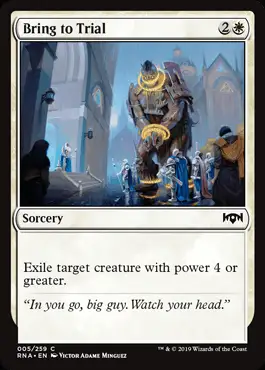 Bring to Trial 2
Sorcery
Exile target creature with power 4 or
greater.
“In you go, big guy. Watch your head.”
005/259 C
RNA • EN VICTOR ADAME MINGUEZ
™ & © 2019 Wizards of the Coast